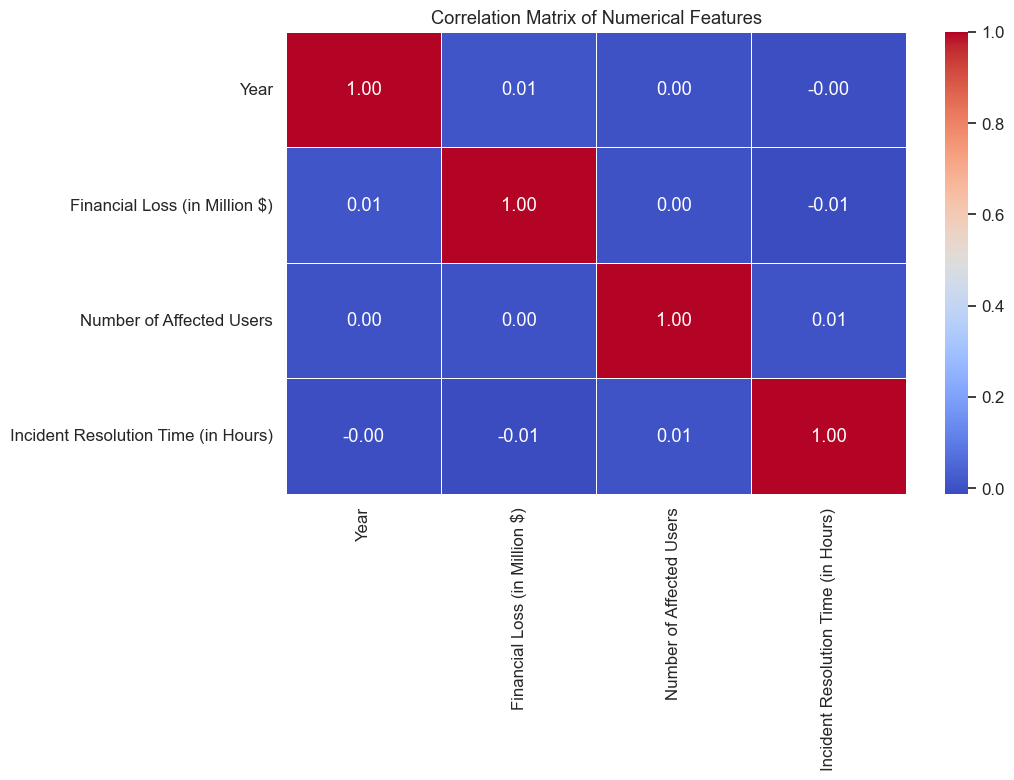 Correlation Matrix of Numerical Features
Year
1.00
0.01
0.00
-0.00
Financial Loss (in Million $)
0.01
1.00
0.00
-0.01
Number of Affected Users
0.00
0.00
1.00
0.01
Incident Resolution Time (in Hours)
-0.00
-0.01
0.01
1.00
Year
Financial Loss (in Million $)
Number of Affected Users
Incident Resolution Time (in Hours)
1.0
0.8
0.6
0.4
0.2
0.0